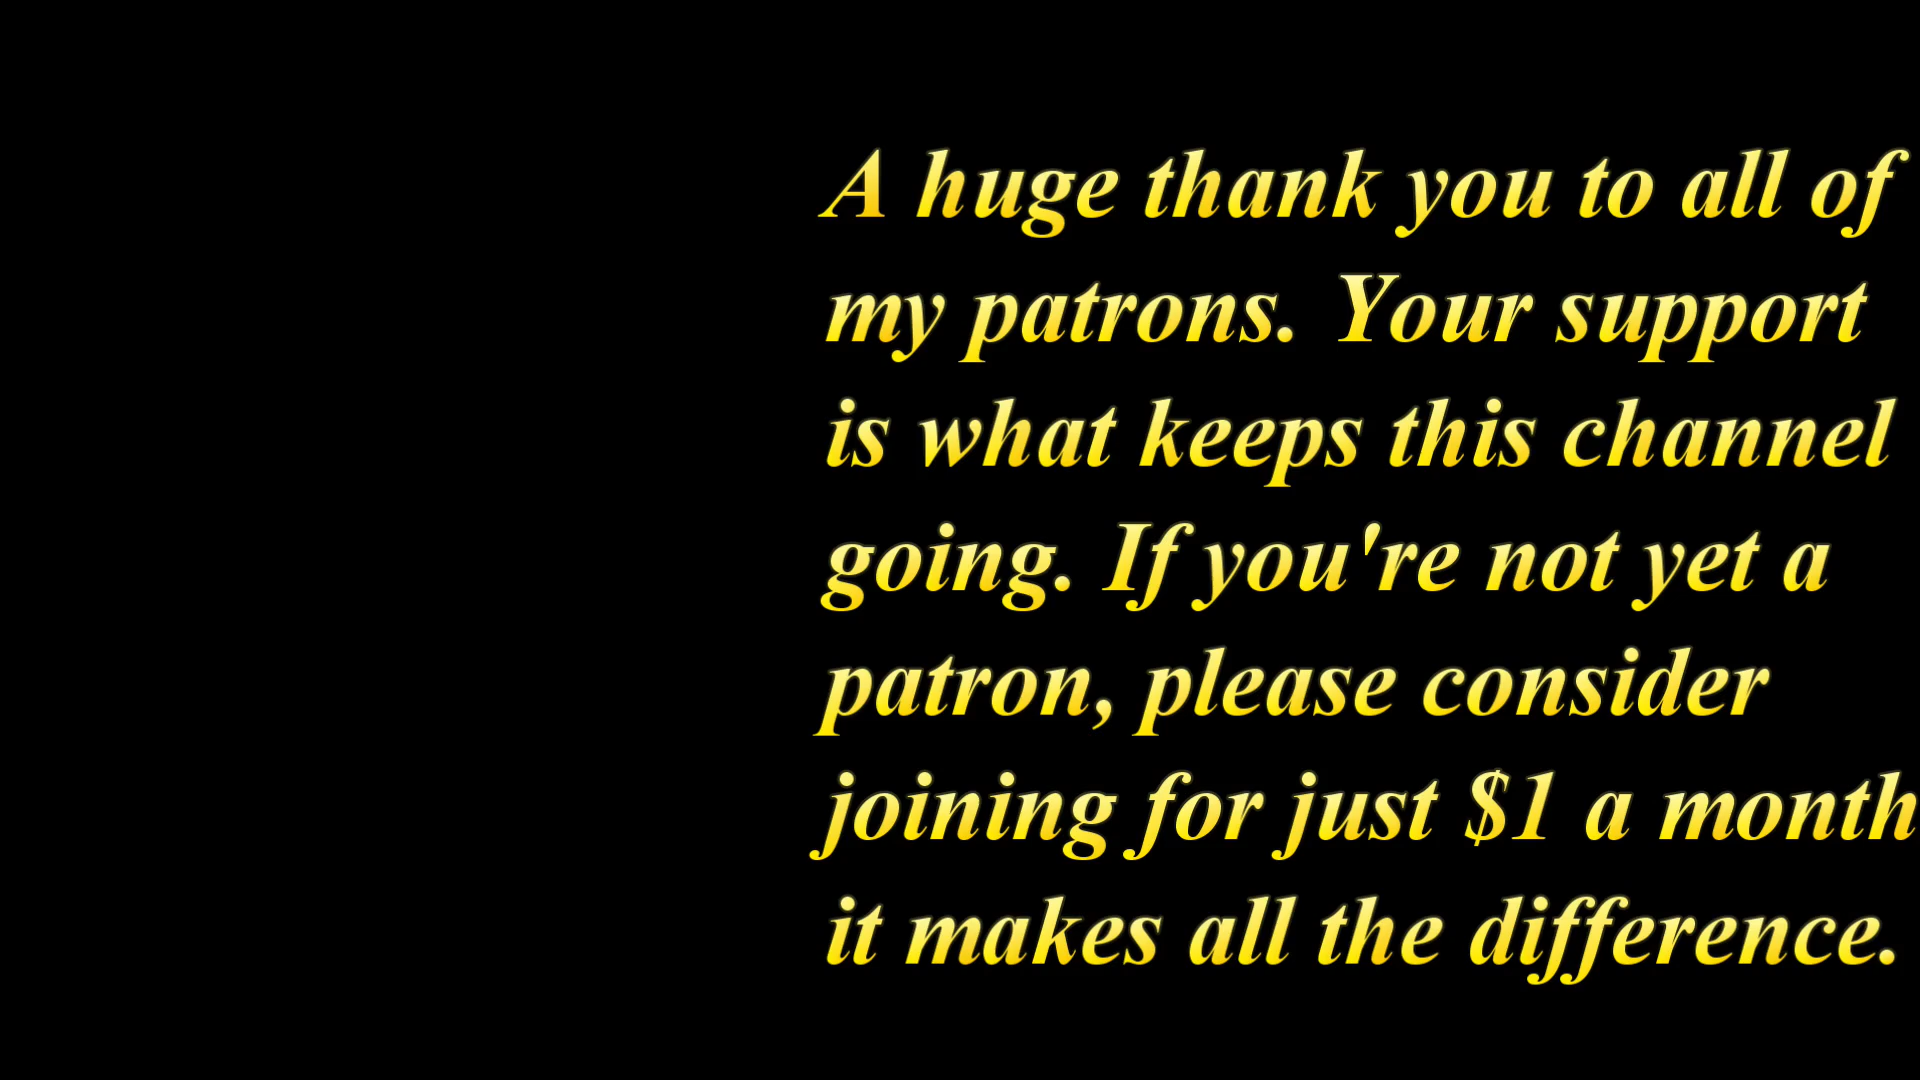 A huge thank you to all of
my patrons. Your support
is what keeps this channel
going. If you're not yet a
patron, please consider
joining for just $1 a month
it makes all the difference.